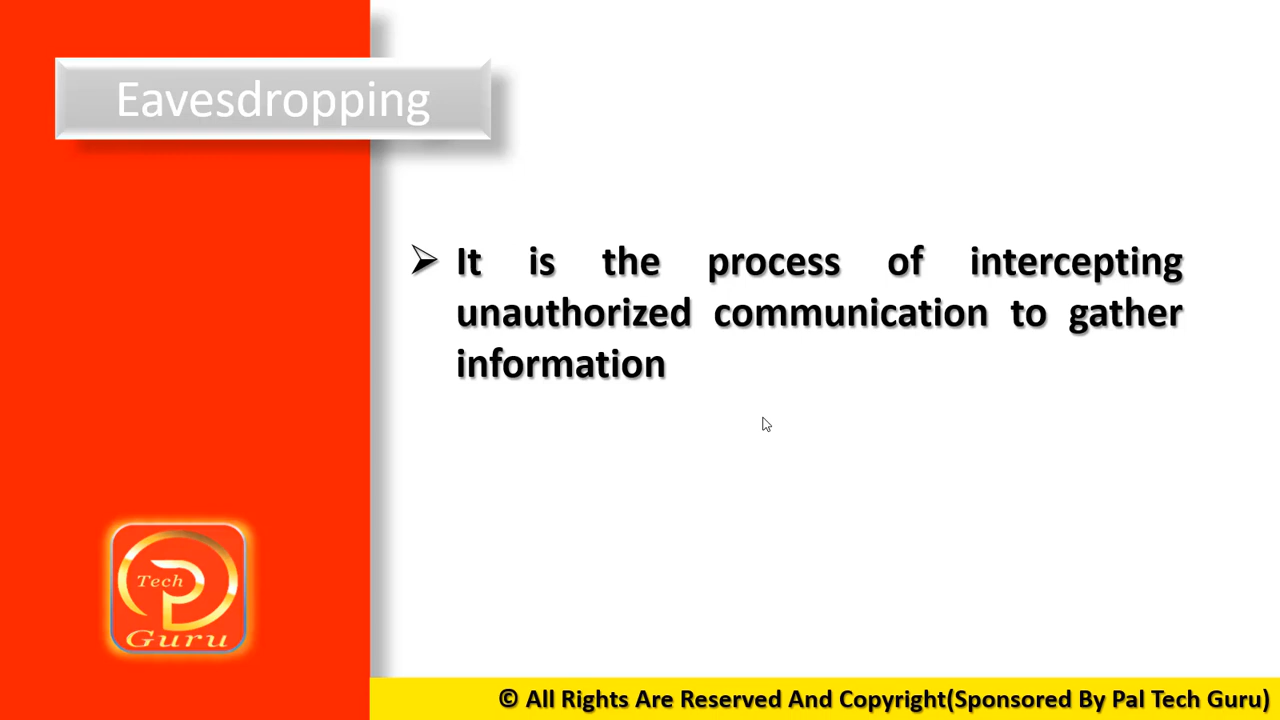 Eavesdropping
➢ It is the process of intercepting
unauthorized communication to gather
information
Tech
P
Guru
© All Rights Are Reserved And Copyright(Sponsored By Pal Tech Guru)